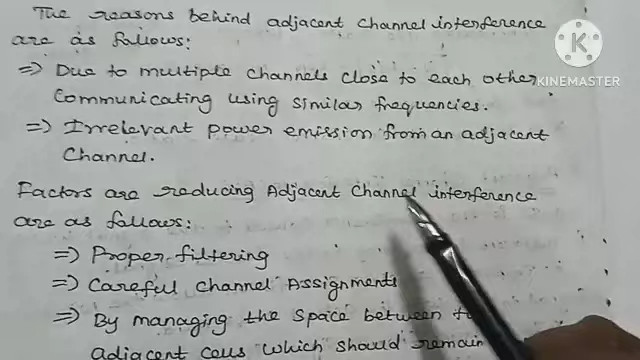 The reasons behind adjacent channel interference
are as follows:
⇒ Due to multiple channels close to each other
communicating using similar frequencies.
⇒ Irrelevant power emission from an adjacent
channel.
Factors are reducing Adjacent channel interference
are as follows:
⇒ Proper filtering
⇒ Careful channel Assignments
⇒ By managing the space between
adjacent cells which should remain
KINEMASTER